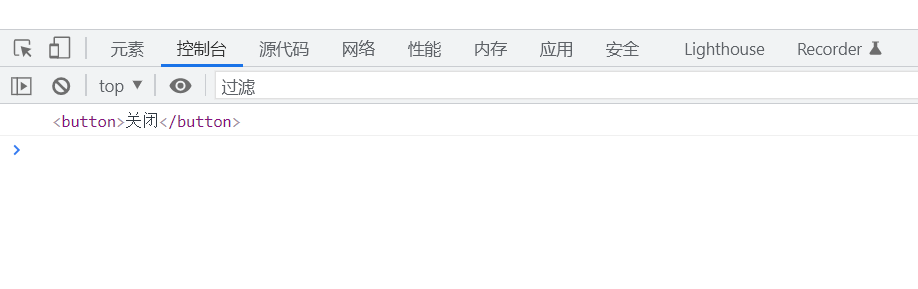 元素 控制台 源代码 网络 性能 内存 应用 安全 Lighthouse Recorder
top 过滤
<button>关闭</button>